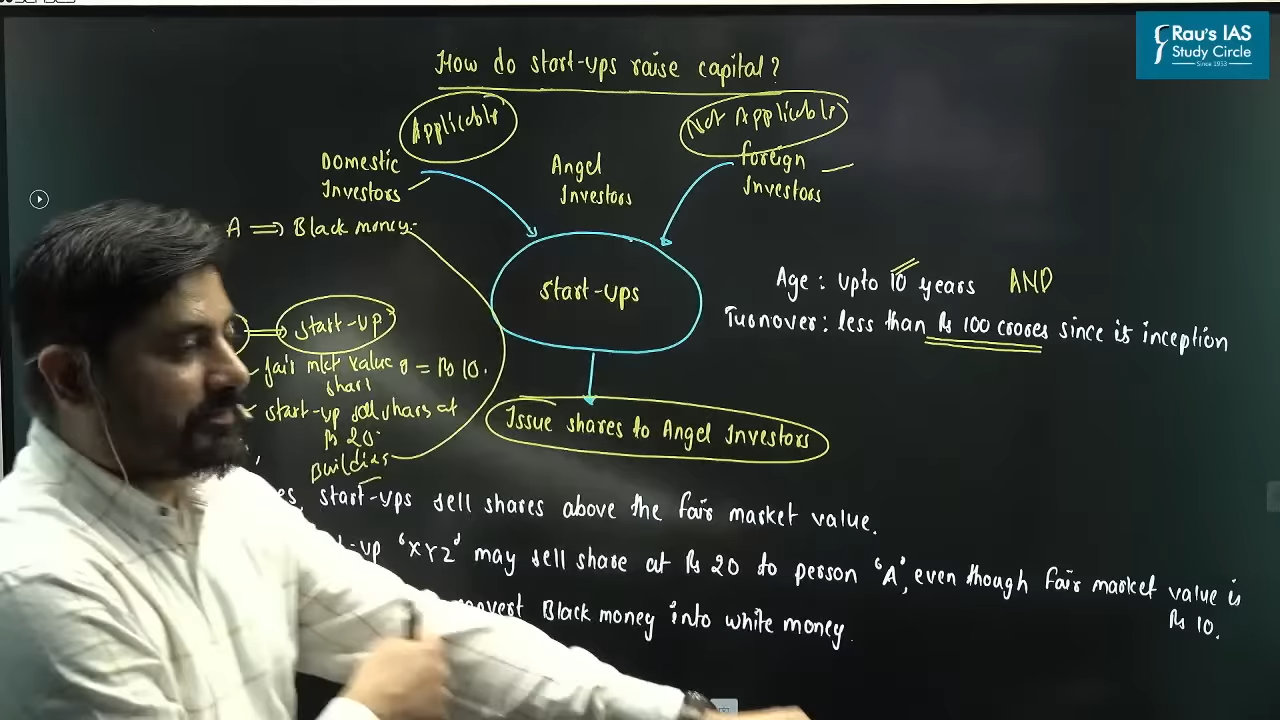 Rau's IAS
Study Circle
Since 1953
How do start-ups raise capital?
Applicable
Not Applicable
Domestic
Investors
Angel
Investors
foreign
Investors
A ⇒ Black money
start-ups
Age : upto 10 years AND
Turnover : less than Rs 100 crores since is inception
start-up
fair mkt value of = Rs 10.
share
start-up sell shares at
Rs 20
Issue shares to Angel Investors
start-ups sell shares above the fair market value.
'XYZ' may sell share at Rs 20 to person 'A', even though fair market value is
Rs 10.
Black money into white money.